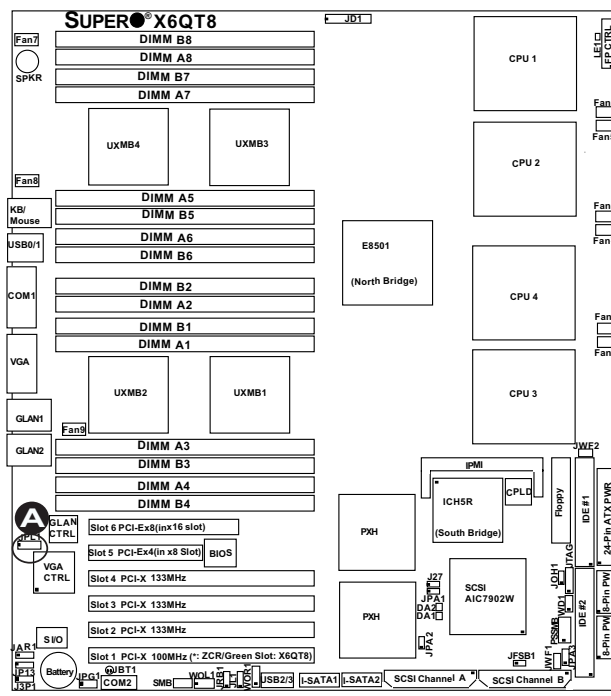 SUPER® X6QT8
JD1
Fan7
SPKR
DIMM B8
DIMM A8
DIMM B7
DIMM A7
CPU 1
LE1
FP CTRL
Fan
Fan
UXMB4
UXMB3
CPU 2
Fan8
KB/
Mouse
USB0/1
COM1
VGA
GLAN1
GLAN2
DIMM A5
DIMM B5
DIMM A6
DIMM B6
DIMM B2
DIMM A2
DIMM B1
DIMM A1
E8501
(North Bridge)
Fan
Fan
CPU 4
Fan
Fan
UXMB2
UXMB1
CPU 3
Fan9
DIMM A3
DIMM B3
DIMM A4
DIMM B4
JWF2
IPMI
ICH5R
(South Bridge)
CPLD
Floppy
IDE #1
24-Pin ATX PWR
A
JPL1
GLAN
CTRL
VGA
CTRL
Slot 6 PCI-Ex8(in x16 slot)
Slot 5 PCI-Ex4(in x8 Slot)
BIOS
Slot 4 PCI-X 133MHz
Slot 3 PCI-X 133MHz
Slot 2 PCI-X 133MHz
Slot 1 PCI-X 100MHz (*: ZCR/Green Slot: X6QT8)
PXH
PXH
J27
JPA1
DA2
DA1
JPA2
SCSI
AIC7902W
JOH1
JTAG
WD1
PSSMB
JWF1
JPA3
IDE #2
8-Pin PW
8-Pin PW
S I/O
JAR1
JP13
J3P1
Battery
JPG1
JBT1
COM2
SMB
WOL1
JRB1
JL1
WOR1
USB2/3
I-SATA1
I-SATA2
SCSI Channel A
JFSB1
SCSI Channel B